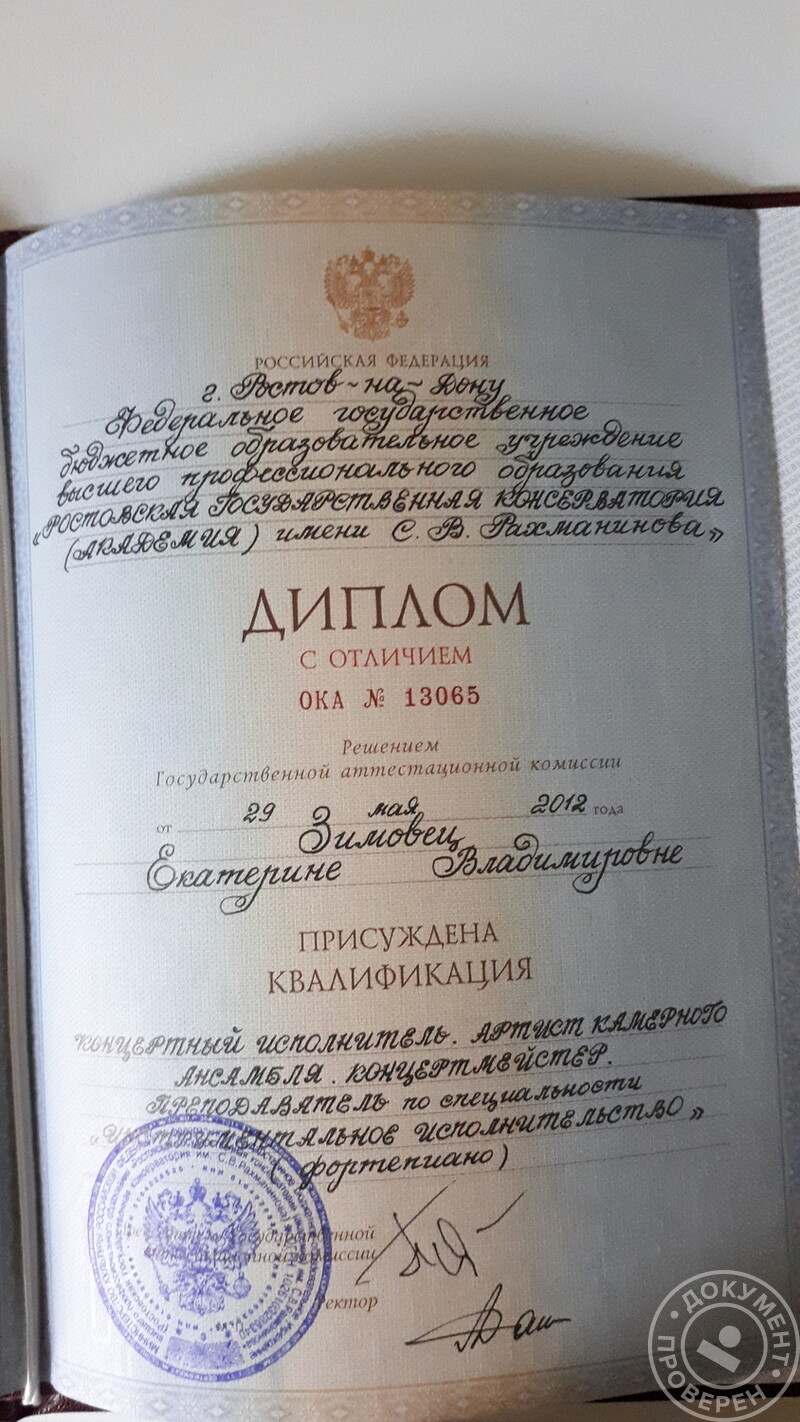 РОССИЙСКАЯ ФЕДЕРАЦИЯ
г. Ростов-на-Дону
Федеральное государственное
бюджетное образовательное учреждение
высшего профессионального образования
«РОСТОВСКАЯ ГОСУДАРСТВЕННАЯ КОНСЕРВАТОРИЯ
(АКАДЕМИЯ) имени С. В. Рахманинова»
ДИПЛОМ
С ОТЛИЧИЕМ
ОКА № 13065
Решением
Государственной аттестационной комиссии
от 29 мая 2012 года
Зимовец
Екатерине Владимировне
ПРИСУЖДЕНА
КВАЛИФИКАЦИЯ
КОНЦЕРТНЫЙ ИСПОЛНИТЕЛЬ. АРТИСТ КАМЕРНОГО
АНСАМБЛЯ. КОНЦЕРТМЕЙСТЕР.
ПРЕПОДАВАТЕЛЬ по специальности
«ИНСТРУМЕНТАЛЬНОЕ ИСПОЛНИТЕЛЬСТВО»
(фортепиано)
Государственной
комиссии
Ректор
ДОКУМЕНТ
ПРОВЕРЕН